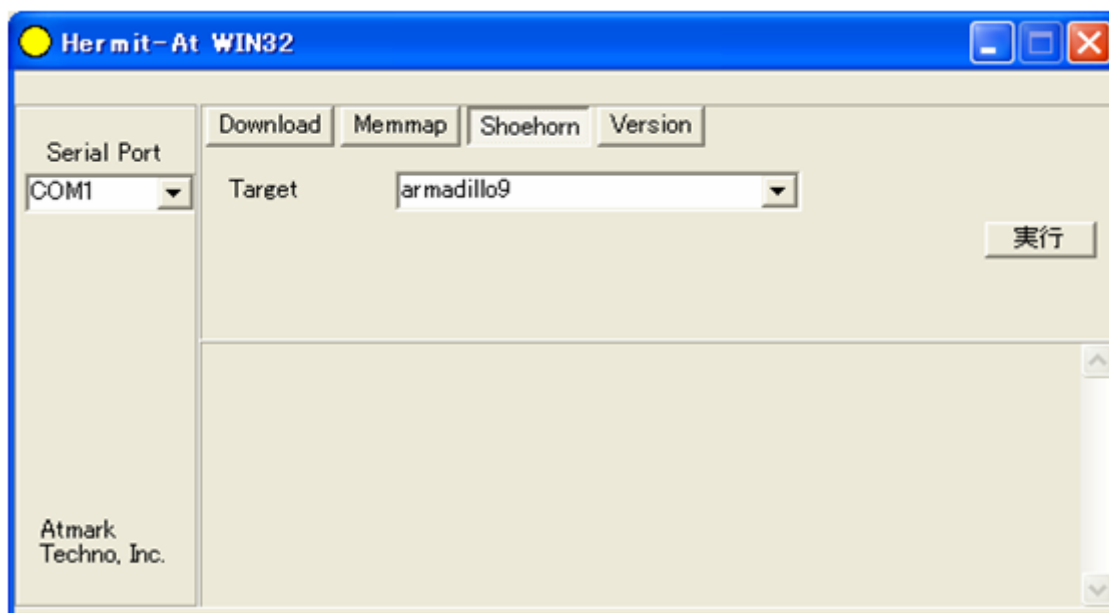 Hermit-At WIN32
Serial Port
COM1
Download Memmap Shoehorn Version
Target armadillo9
実行
Atmark
Techno, Inc.